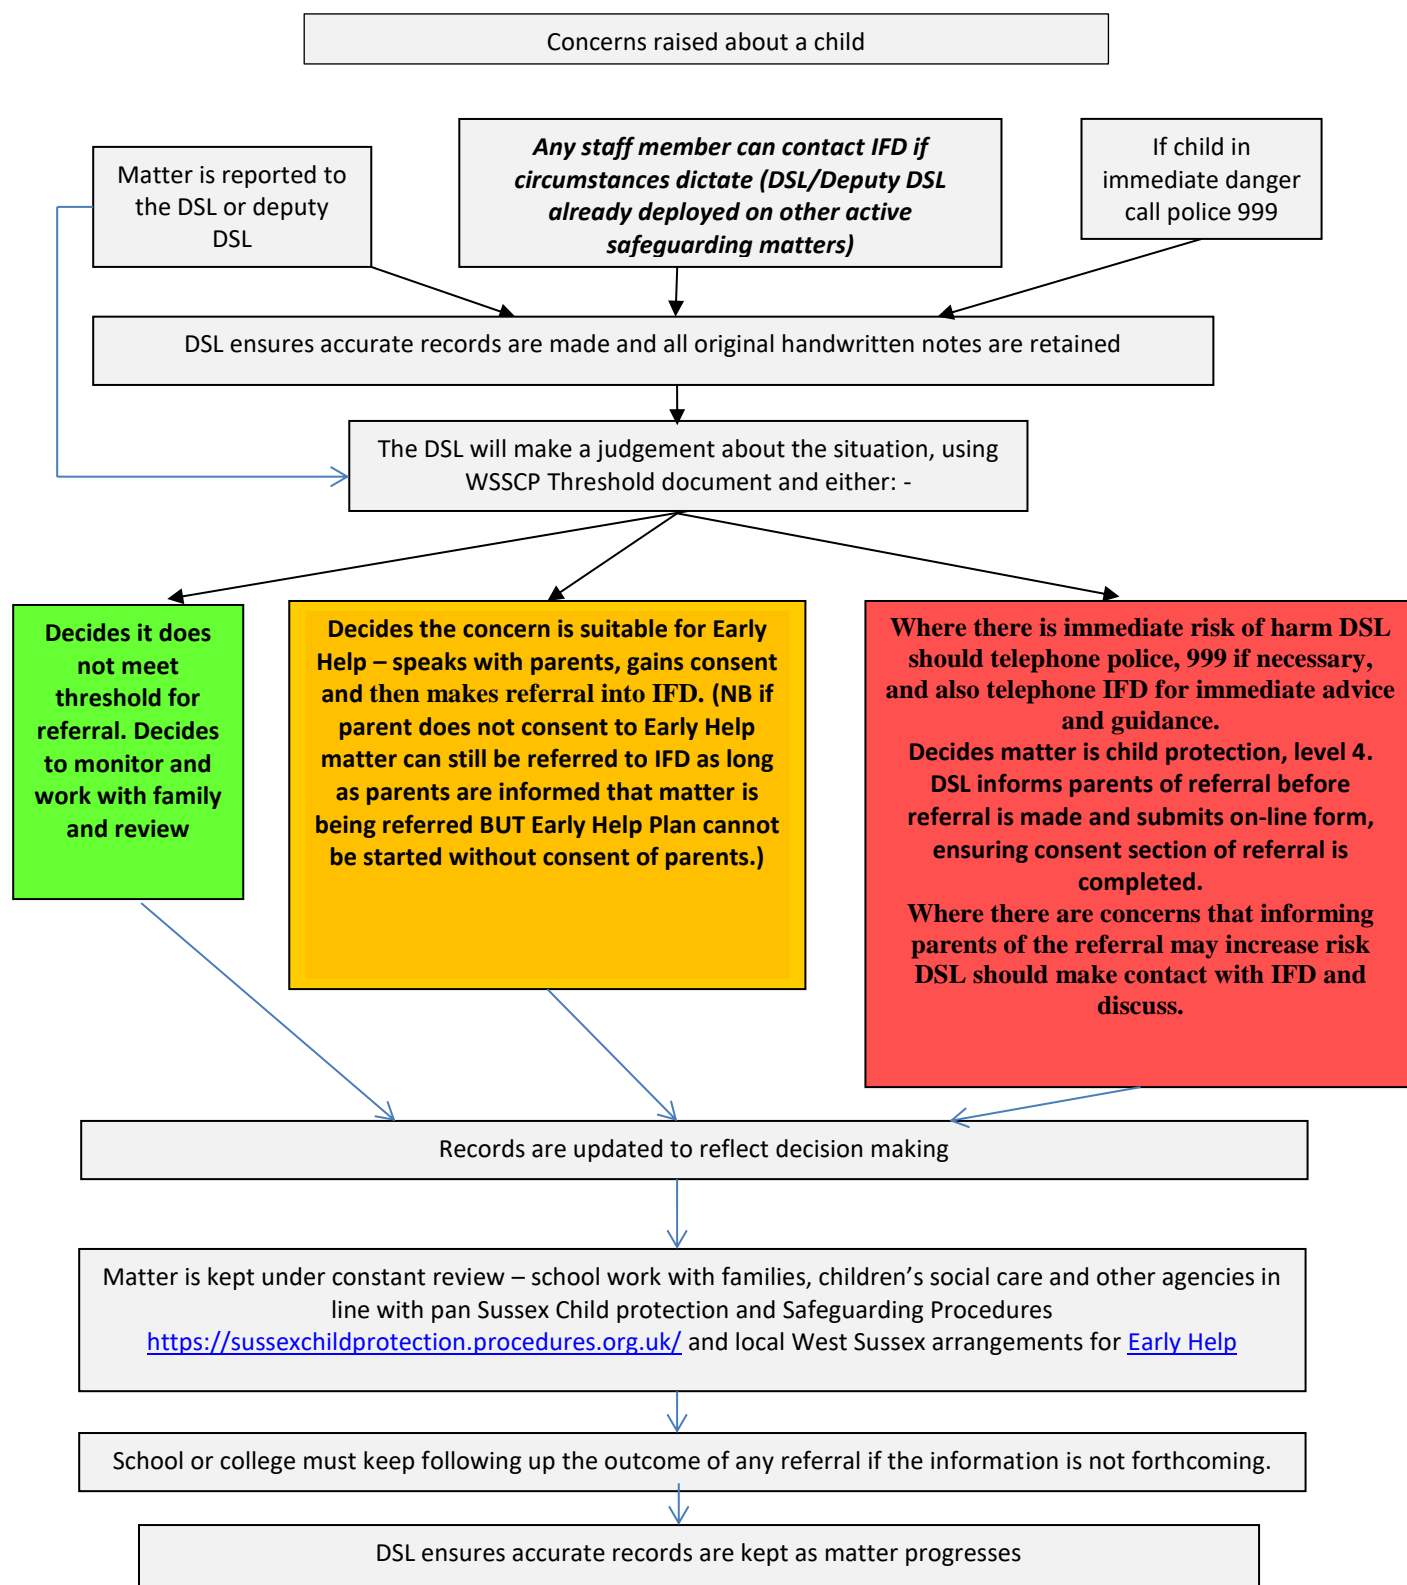 Concerns raised about a child
Matter is reported to
the DSL or deputy
DSL
Any staff member can contact IFD if
circumstances dictate (DSL/Deputy DSL
already deployed on other active
safeguarding matters)
If child in
immediate danger
call police 999
DSL ensures accurate records are made and all original handwritten notes are retained
The DSL will make a judgement about the situation, using
WSSCP Threshold document and either: -
Decides it does
not meet
threshold for
referral. Decides
to monitor and
work with family
and review
Decides the concern is suitable for Early
Help – speaks with parents, gains consent
and then makes referral into IFD. (NB if
parent does not consent to Early Help
matter can still be referred to IFD as long
as parents are informed that matter is
being referred BUT Early Help Plan cannot
be started without consent of parents.)
Where there is immediate risk of harm DSL
should telephone police, 999 if necessary,
and also telephone IFD for immediate advice
and guidance.
Decides matter is child protection, level 4.
DSL informs parents of referral before
referral is made and submits on-line form,
ensuring consent section of referral is
completed.
Where there are concerns that informing
parents of the referral may increase risk
DSL should make contact with IFD and
discuss.
Records are updated to reflect decision making
Matter is kept under constant review – school work with families, children’s social care and other agencies in
line with pan Sussex Child protection and Safeguarding Procedures
https://sussexchildprotection.procedures.org.uk/ and local West Sussex arrangements for Early Help
School or college must keep following up the outcome of any referral if the information is not forthcoming.
DSL ensures accurate records are kept as matter progresses